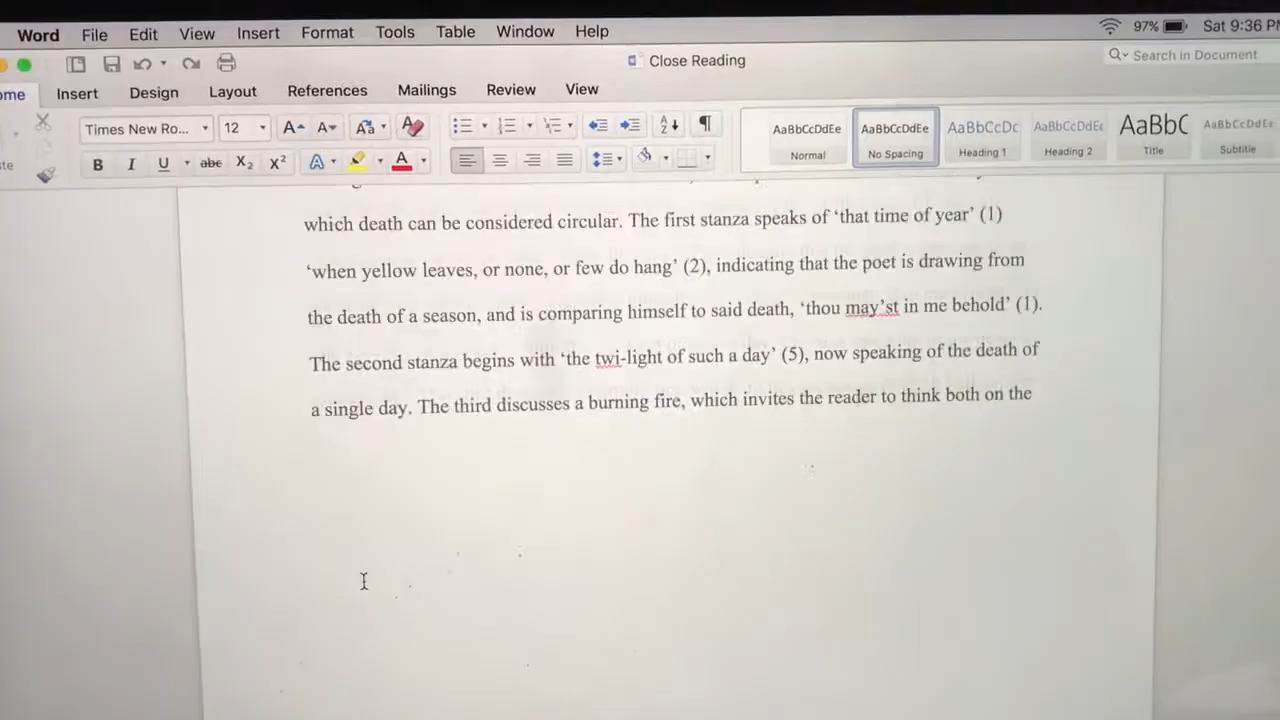 Word File Edit View Insert Format Tools Table Window Help 97% Sat 9:36
Close Reading Search in Document
Insert Design Layout References Mailings Review View
Times New Ro... 12 A A Aa A
AaBbCcDdEe AaBbCcDdEe AaBbCcDc AaBbCcDdEe AaBbC AaBbCcDdEe
B I U abc X₂ X² A A
Normal No Spacing Heading 1 Heading 2 Title Subtitle
which death can be considered circular. The first stanza speaks of ‘that time of year’ (1)
‘when yellow leaves, or none, or few do hang’ (2), indicating that the poet is drawing from
the death of a season, and is comparing himself to said death, ‘thou may’st in me behold’ (1).
The second stanza begins with ‘the twi-light of such a day’ (5), now speaking of the death of
a single day. The third discusses a burning fire, which invites the reader to think both on the